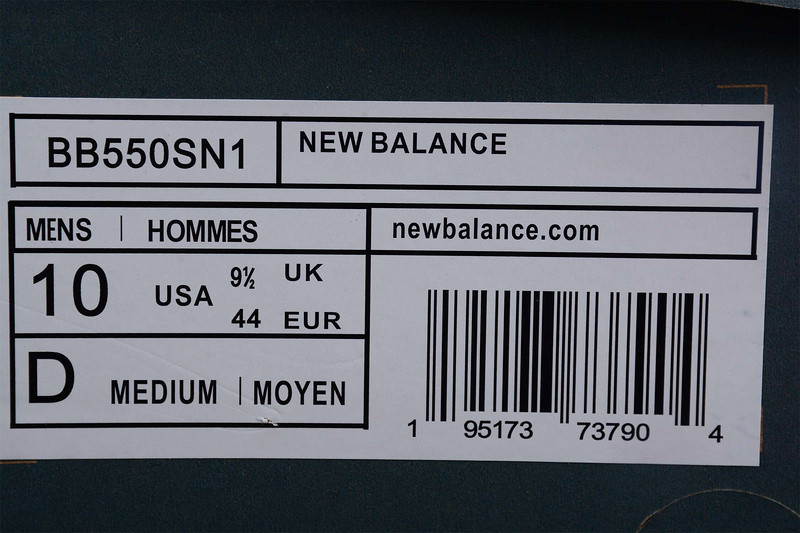 BB550SN1
NEW BALANCE
MENS | HOMMES
newbalance.com
10 USA 9½ UK
44 EUR
D MEDIUM | MOYEN
1 95173 73790 4